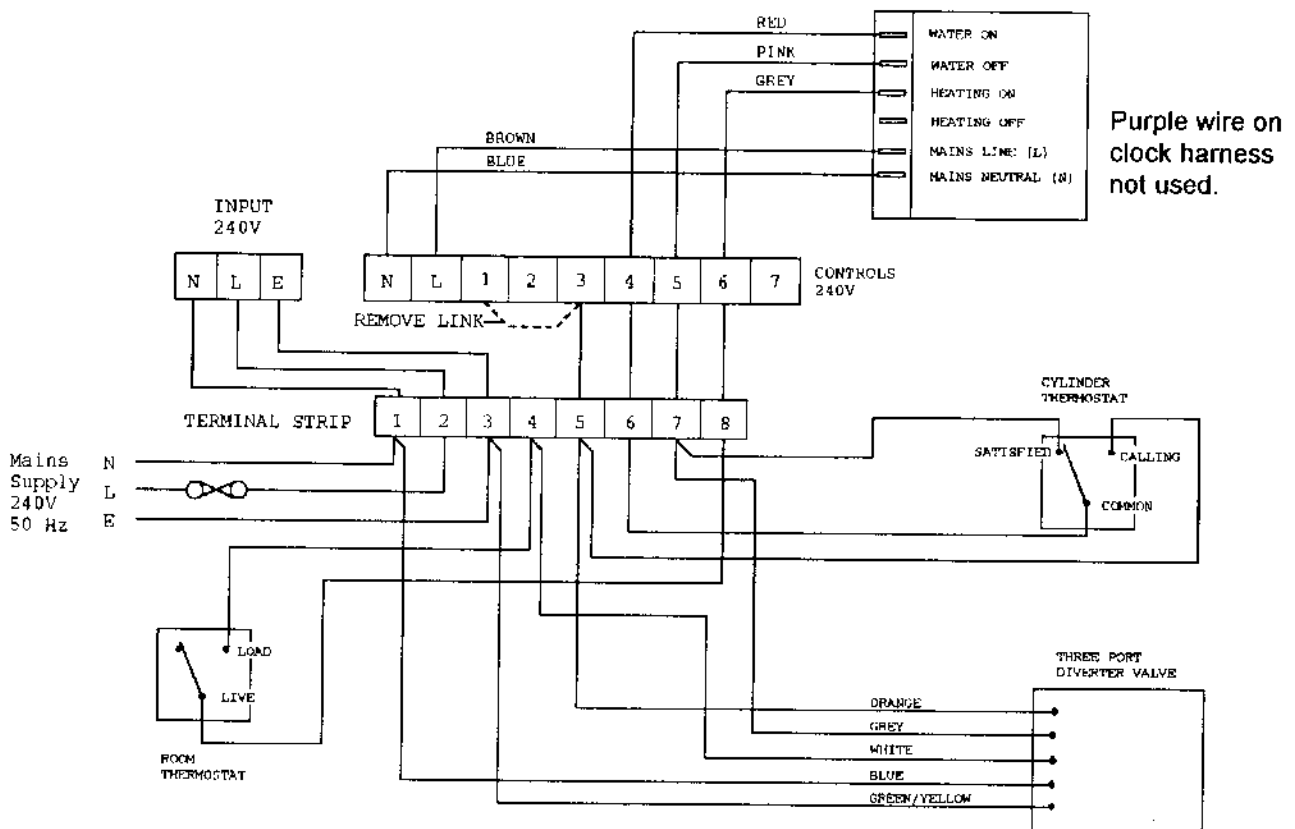 RED
WATER ON
PINK
WATER OFF
GREY
HEATING ON
HEATING OFF
BROWN
MAINS LINE (L)
BLUE
MAINS NEUTRAL (N)
Purple wire on
clock harness
not used.
INPUT
240V
N L E
N L 1 2 3 4 5 6 7
CONTROLS
240V
REMOVE LINK
TERMINAL STRIP
1 2 3 4 5 6 7 8
CYLINDER
THERMOSTAT
SATTSFIED
CALLING
COMMON
Mains
Supply
240V
50 Hz
N
L
E
LOAD
LIVE
ROOM
THERMOSTAT
THREE PORT
DIVERTER VALVE
ORANGE
GREY
WHITE
BLUE
GREEN/YELLOW